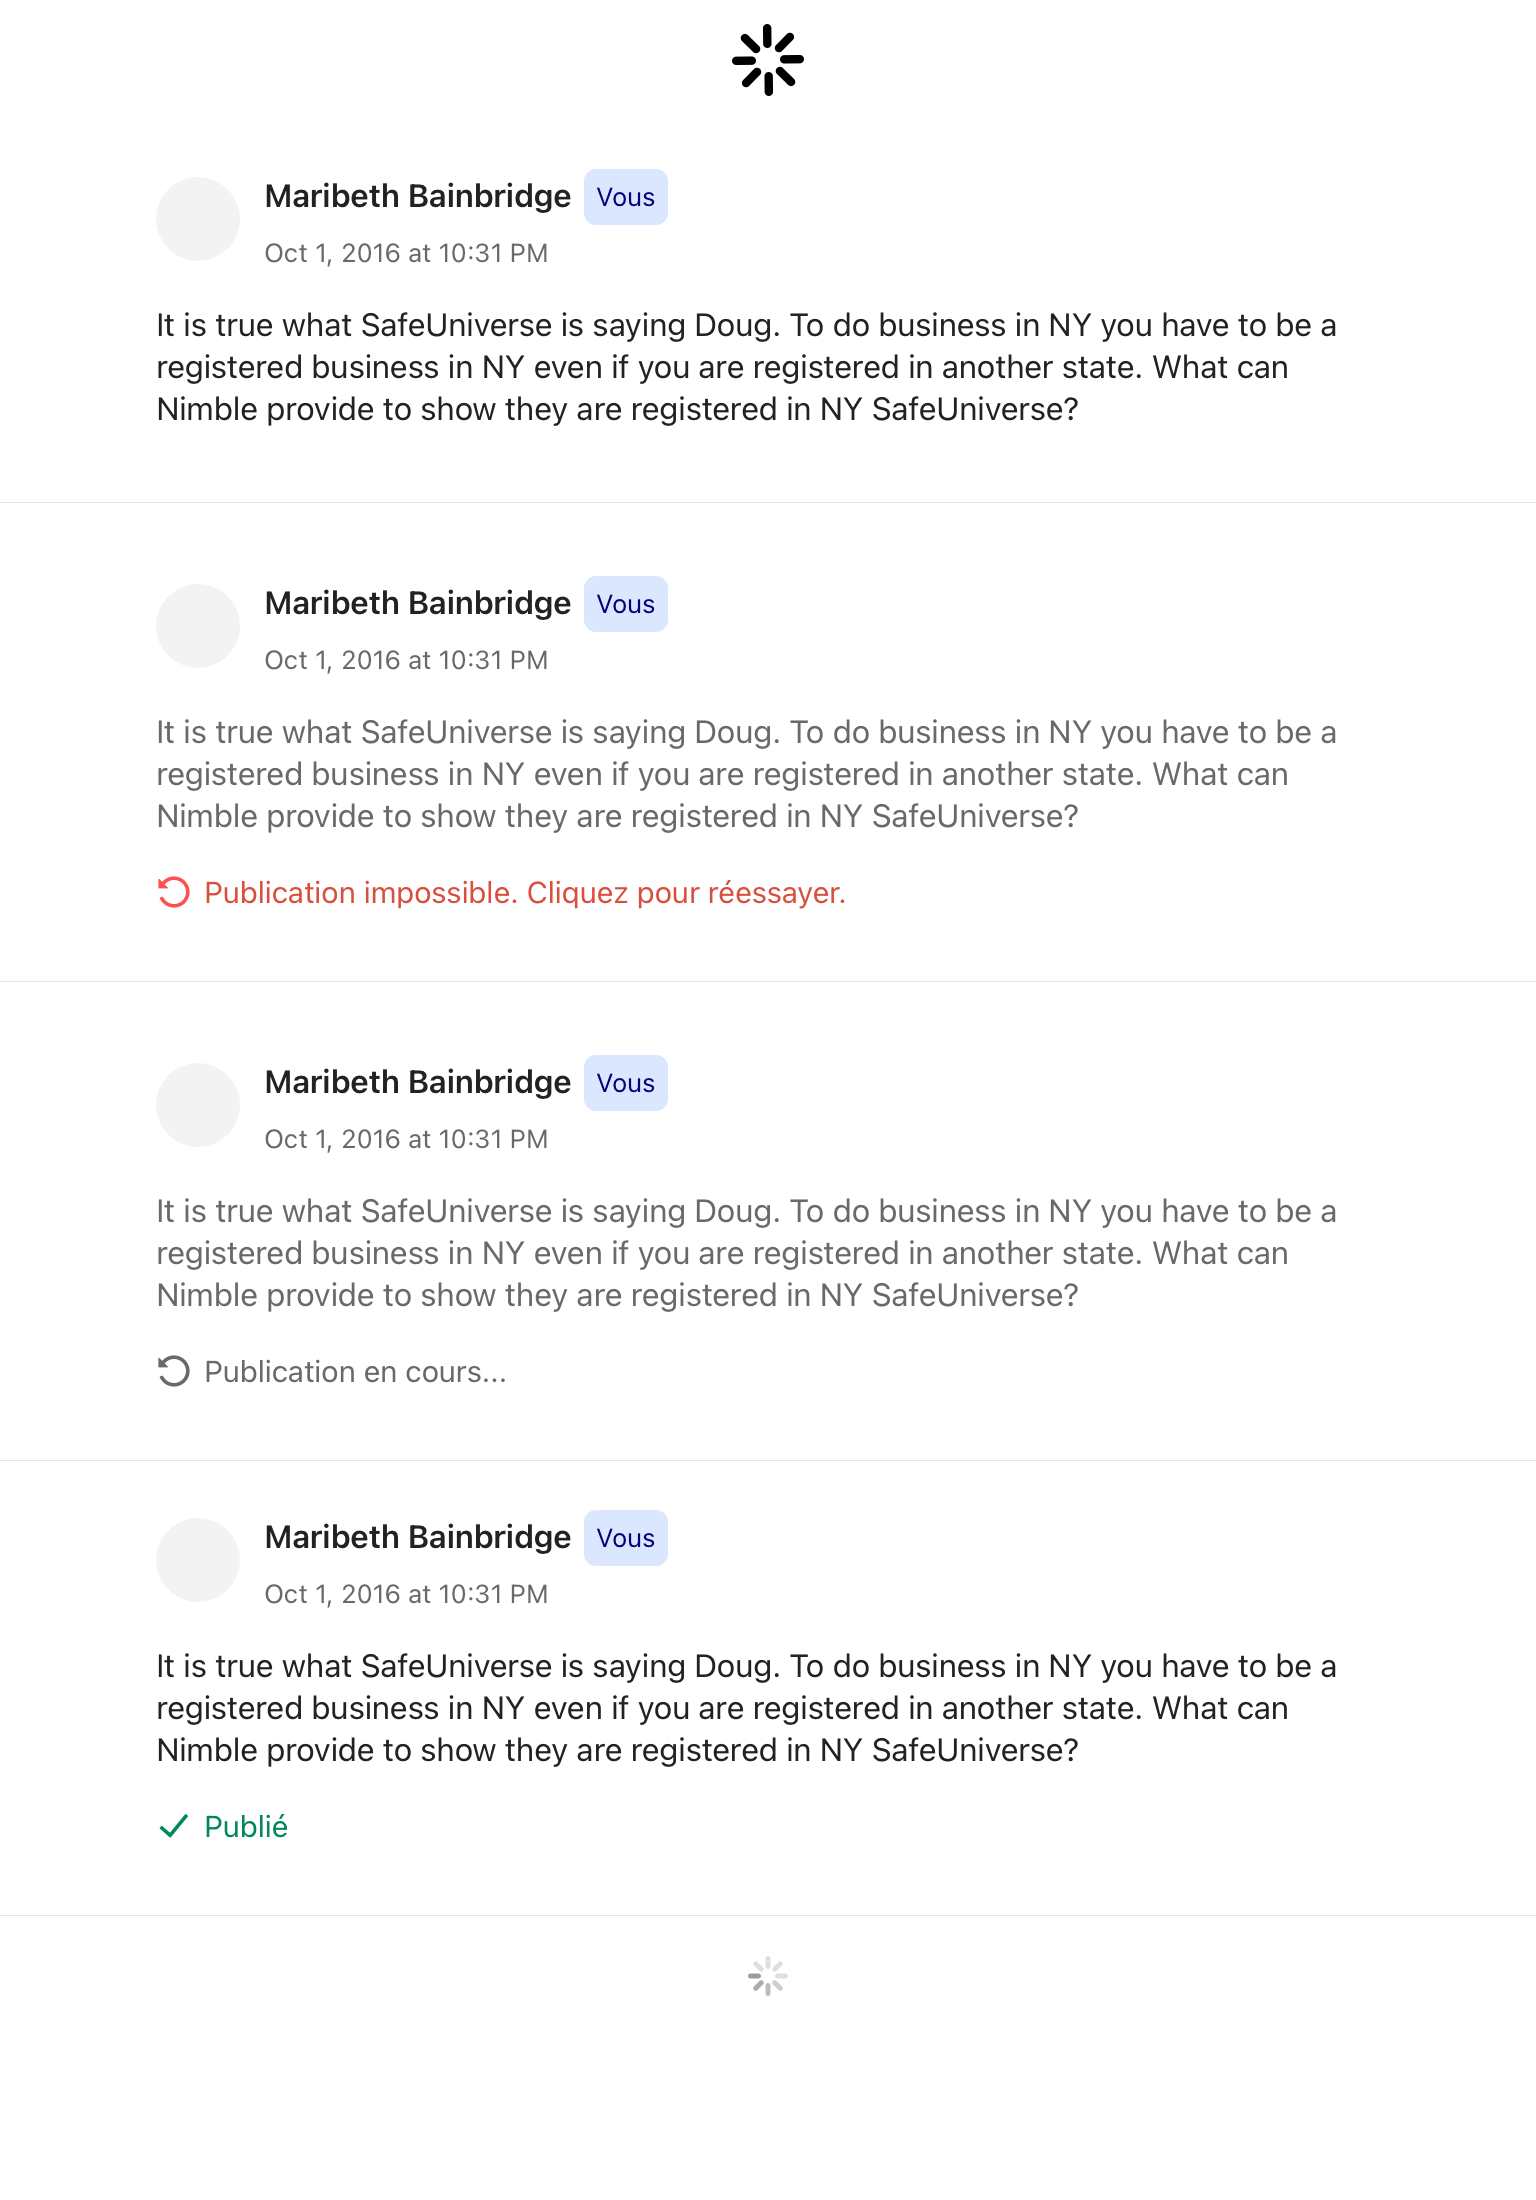 Maribeth Bainbridge Vous
Oct 1, 2016 at 10:31 PM
It is true what SafeUniverse is saying Doug. To do business in NY you have to be a
registered business in NY even if you are registered in another state. What can
Nimble provide to show they are registered in NY SafeUniverse?
Maribeth Bainbridge Vous
Oct 1, 2016 at 10:31 PM
It is true what SafeUniverse is saying Doug. To do business in NY you have to be a
registered business in NY even if you are registered in another state. What can
Nimble provide to show they are registered in NY SafeUniverse?
Publication impossible. Cliquez pour réessayer.
Maribeth Bainbridge Vous
Oct 1, 2016 at 10:31 PM
It is true what SafeUniverse is saying Doug. To do business in NY you have to be a
registered business in NY even if you are registered in another state. What can
Nimble provide to show they are registered in NY SafeUniverse?
Publication en cours...
Maribeth Bainbridge Vous
Oct 1, 2016 at 10:31 PM
It is true what SafeUniverse is saying Doug. To do business in NY you have to be a
registered business in NY even if you are registered in another state. What can
Nimble provide to show they are registered in NY SafeUniverse?
Publié